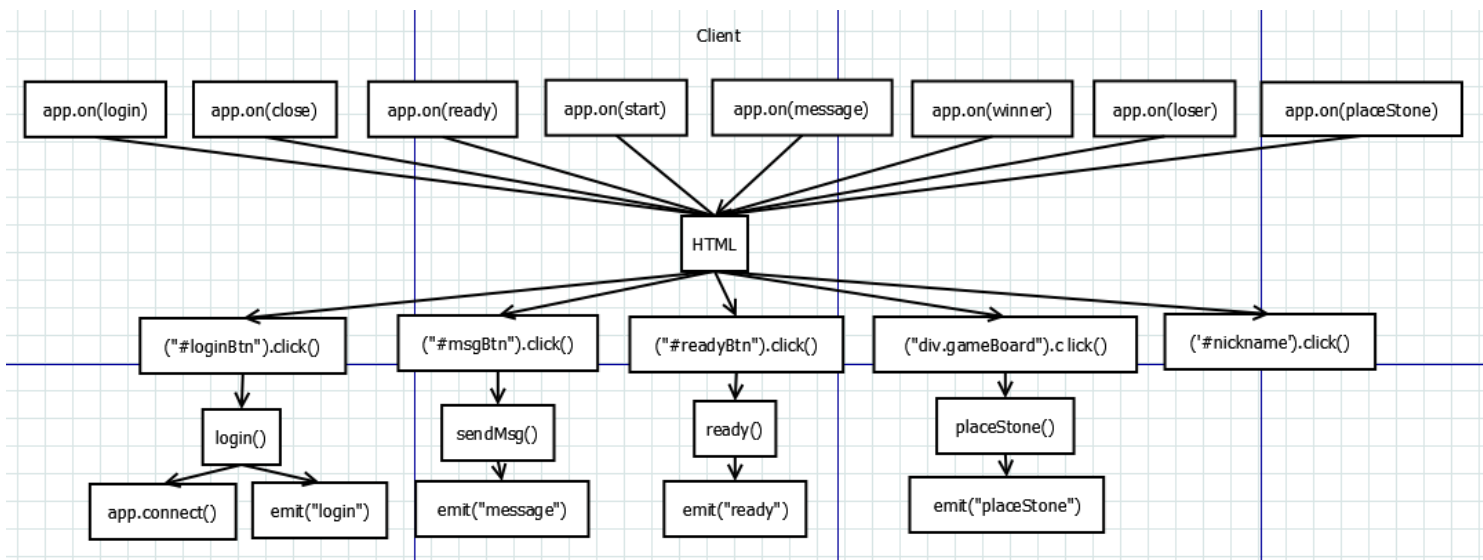 Client
app.on(login)
app.on(close)
app.on(ready)
app.on(start)
app.on(message)
app.on(winner)
app.on(loser)
app.on(placeStone)
HTML
("#loginBtn").click()
("#msgBtn").click()
("#readyBtn").click()
("div.gameBoard").click()
('#nickname').click()
login()
sendMsg()
ready()
placeStone()
app.connect()
emit("login")
emit("message")
emit("ready")
emit("placeStone")